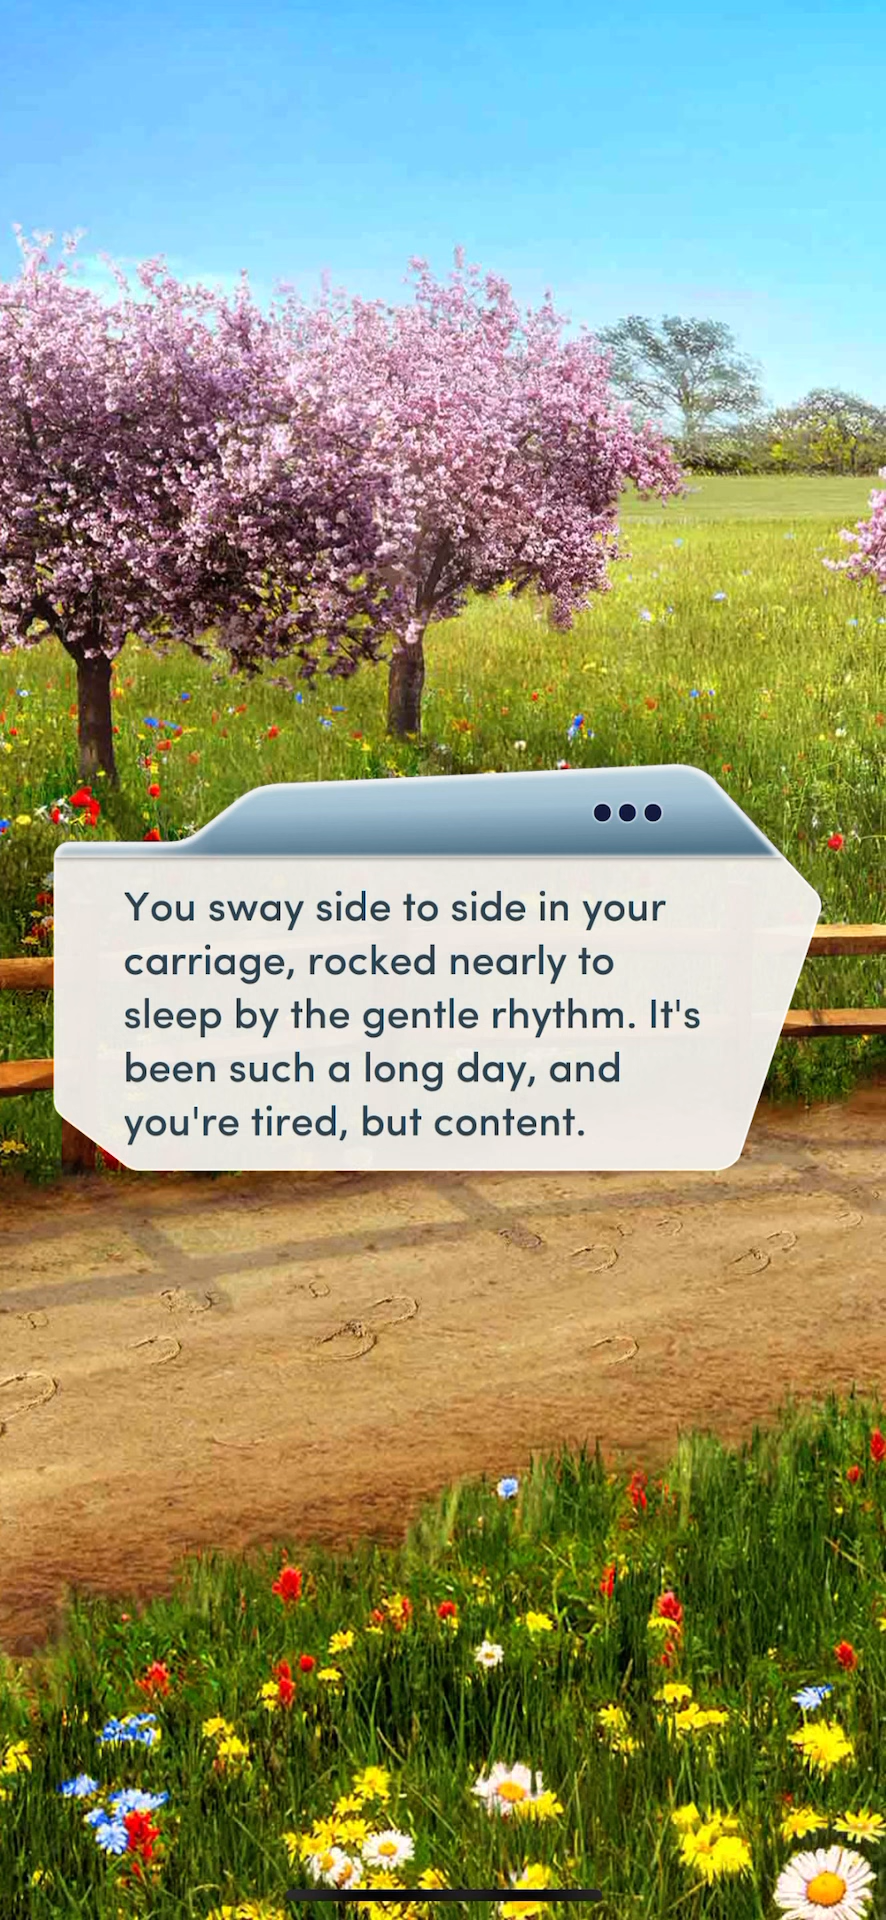 You sway side to side in your
carriage, rocked nearly to
sleep by the gentle rhythm. It's
been such a long day, and
you're tired, but content.